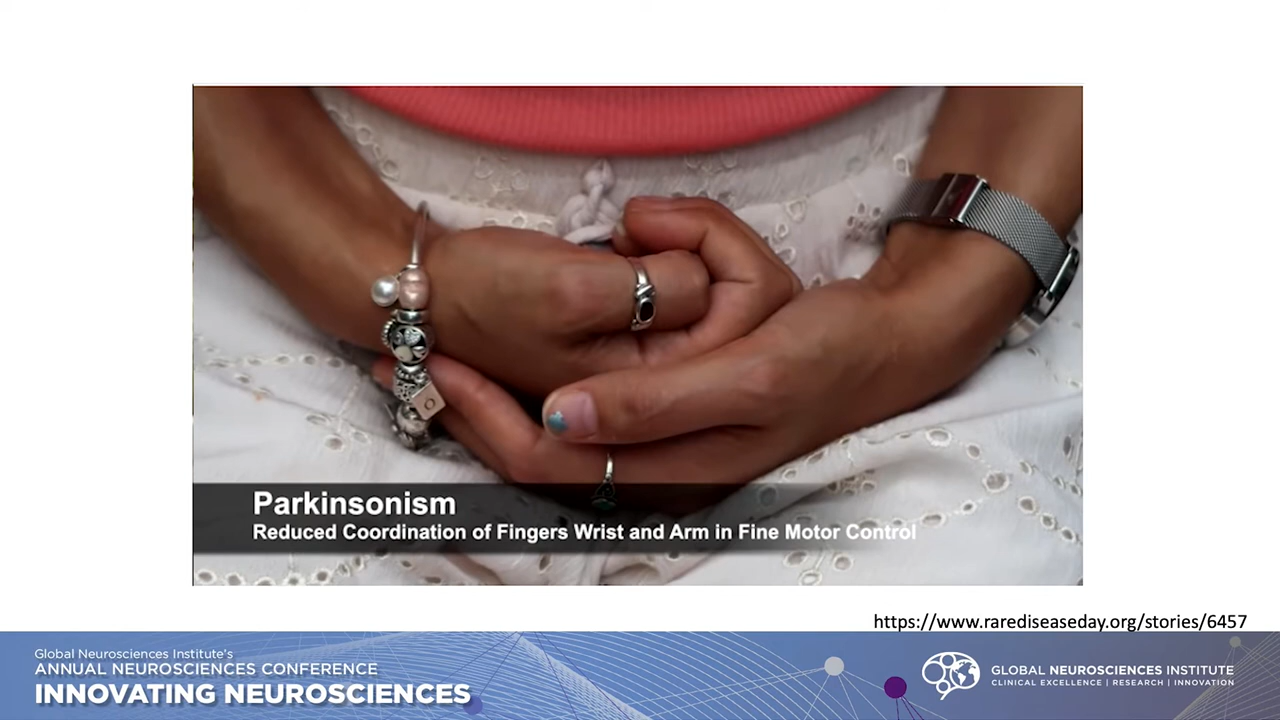 Parkinsonism
Reduced Coordination of Fingers Wrist and Arm in Fine Motor Control
https://www.rarediseaseday.org/stories/6457
Global Neurosciences Institute's
ANNUAL NEUROSCIENCES CONFERENCE
INNOVATING NEUROSCIENCES
GLOBAL NEUROSCIENCES INSTITUTE
CLINICAL EXCELLENCE | RESEARCH | INNOVATION